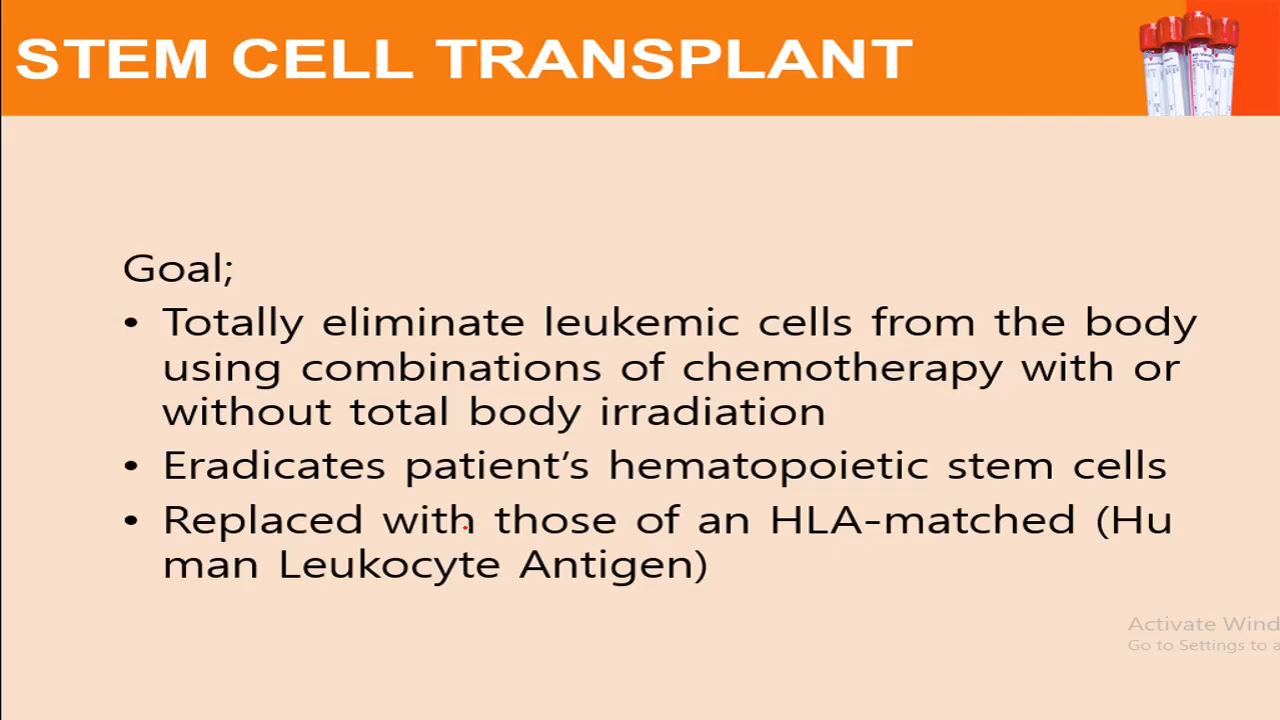 STEM CELL TRANSPLANT
Goal;
• Totally eliminate leukemic cells from the body
using combinations of chemotherapy with or
without total body irradiation
• Eradicates patient’s hematopoietic stem cells
• Replaced with those of an HLA-matched (Hu
man Leukocyte Antigen)
Activate Wind
Go to Settings to a